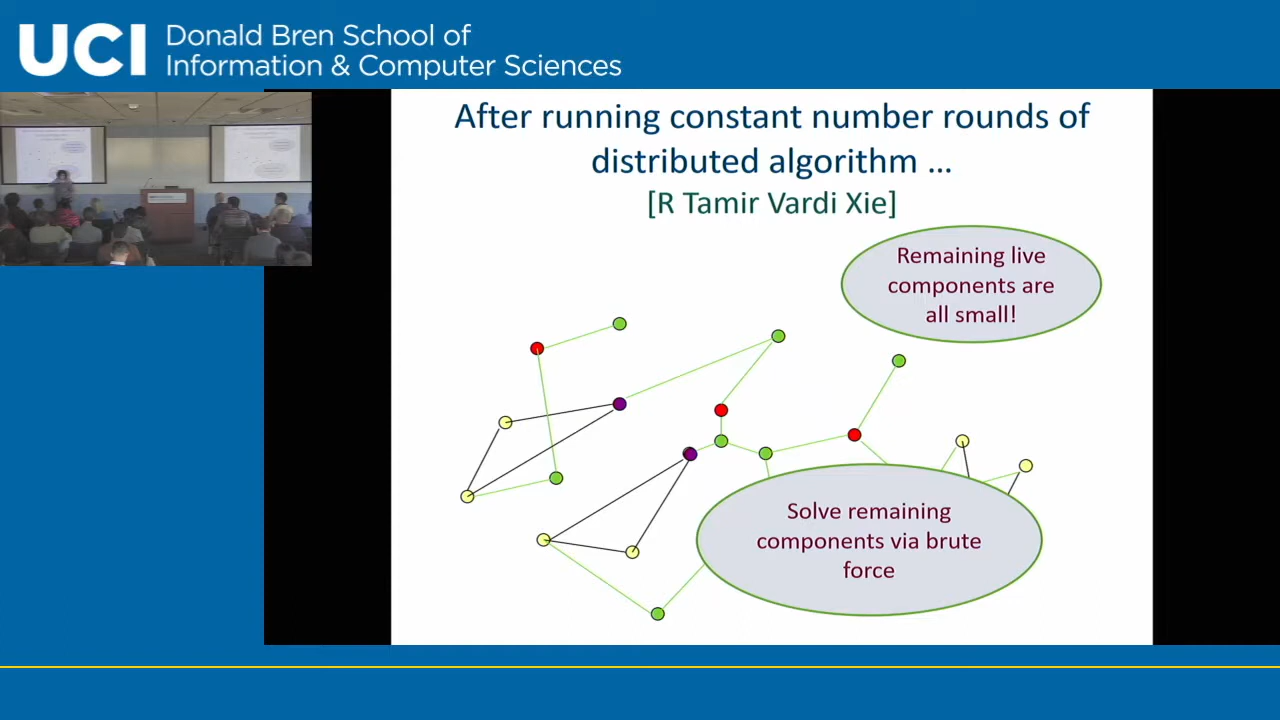 UCI
Donald Bren School of
Information & Computer Sciences
After running constant number rounds of
distributed algorithm ...
[R Tamir Vardi Xie]
Remaining live
components are
all small!
Solve remaining
components via brute
force